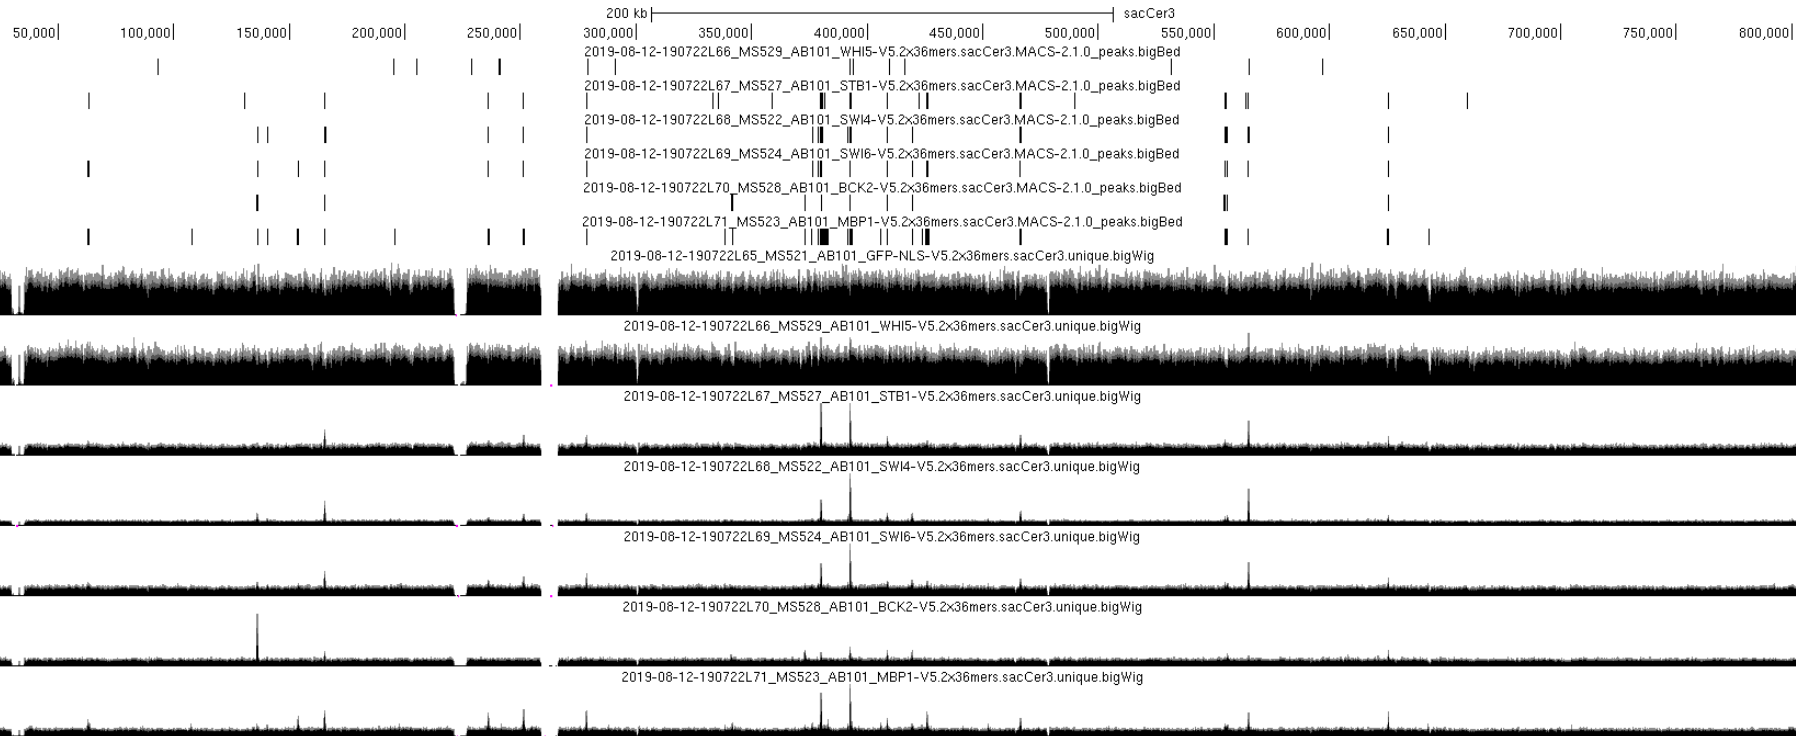 200 kb sacCer3
50,000 100,000 150,000 200,000 250,000 300,000 350,000 400,000 450,000 500,000 550,000 600,000 650,000 700,000 750,000 800,000
2019-08-12-190722L66_MS529_AB101_WHI5-V5.2x36mers.sacCer3.MACS-2.1.0_peaks.bigBed
2019-08-12-190722L67_MS527_AB101_STB1-V5.2x36mers.sacCer3.MACS-2.1.0_peaks.bigBed
2019-08-12-190722L68_MS522_AB101_SWI4-V5.2x36mers.sacCer3.MACS-2.1.0_peaks.bigBed
2019-08-12-190722L69_MS524_AB101_SWI6-V5.2x36mers.sacCer3.MACS-2.1.0_peaks.bigBed
2019-08-12-190722L70_MS528_AB101_BCK2-V5.2x36mers.sacCer3.MACS-2.1.0_peaks.bigBed
2019-08-12-190722L71_MS523_AB101_MBP1-V5.2x36mers.sacCer3.MACS-2.1.0_peaks.bigBed
2019-08-12-190722L65_MS521_AB101_GFP-NLS-V5.2x36mers.sacCer3.unique.bigWig
2019-08-12-190722L66_MS529_AB101_WHI5-V5.2x36mers.sacCer3.unique.bigWig
2019-08-12-190722L67_MS527_AB101_STB1-V5.2x36mers.sacCer3.unique.bigWig
2019-08-12-190722L68_MS522_AB101_SWI4-V5.2x36mers.sacCer3.unique.bigWig
2019-08-12-190722L69_MS524_AB101_SWI6-V5.2x36mers.sacCer3.unique.bigWig
2019-08-12-190722L70_MS528_AB101_BCK2-V5.2x36mers.sacCer3.unique.bigWig
2019-08-12-190722L71_MS523_AB101_MBP1-V5.2x36mers.sacCer3.unique.bigWig